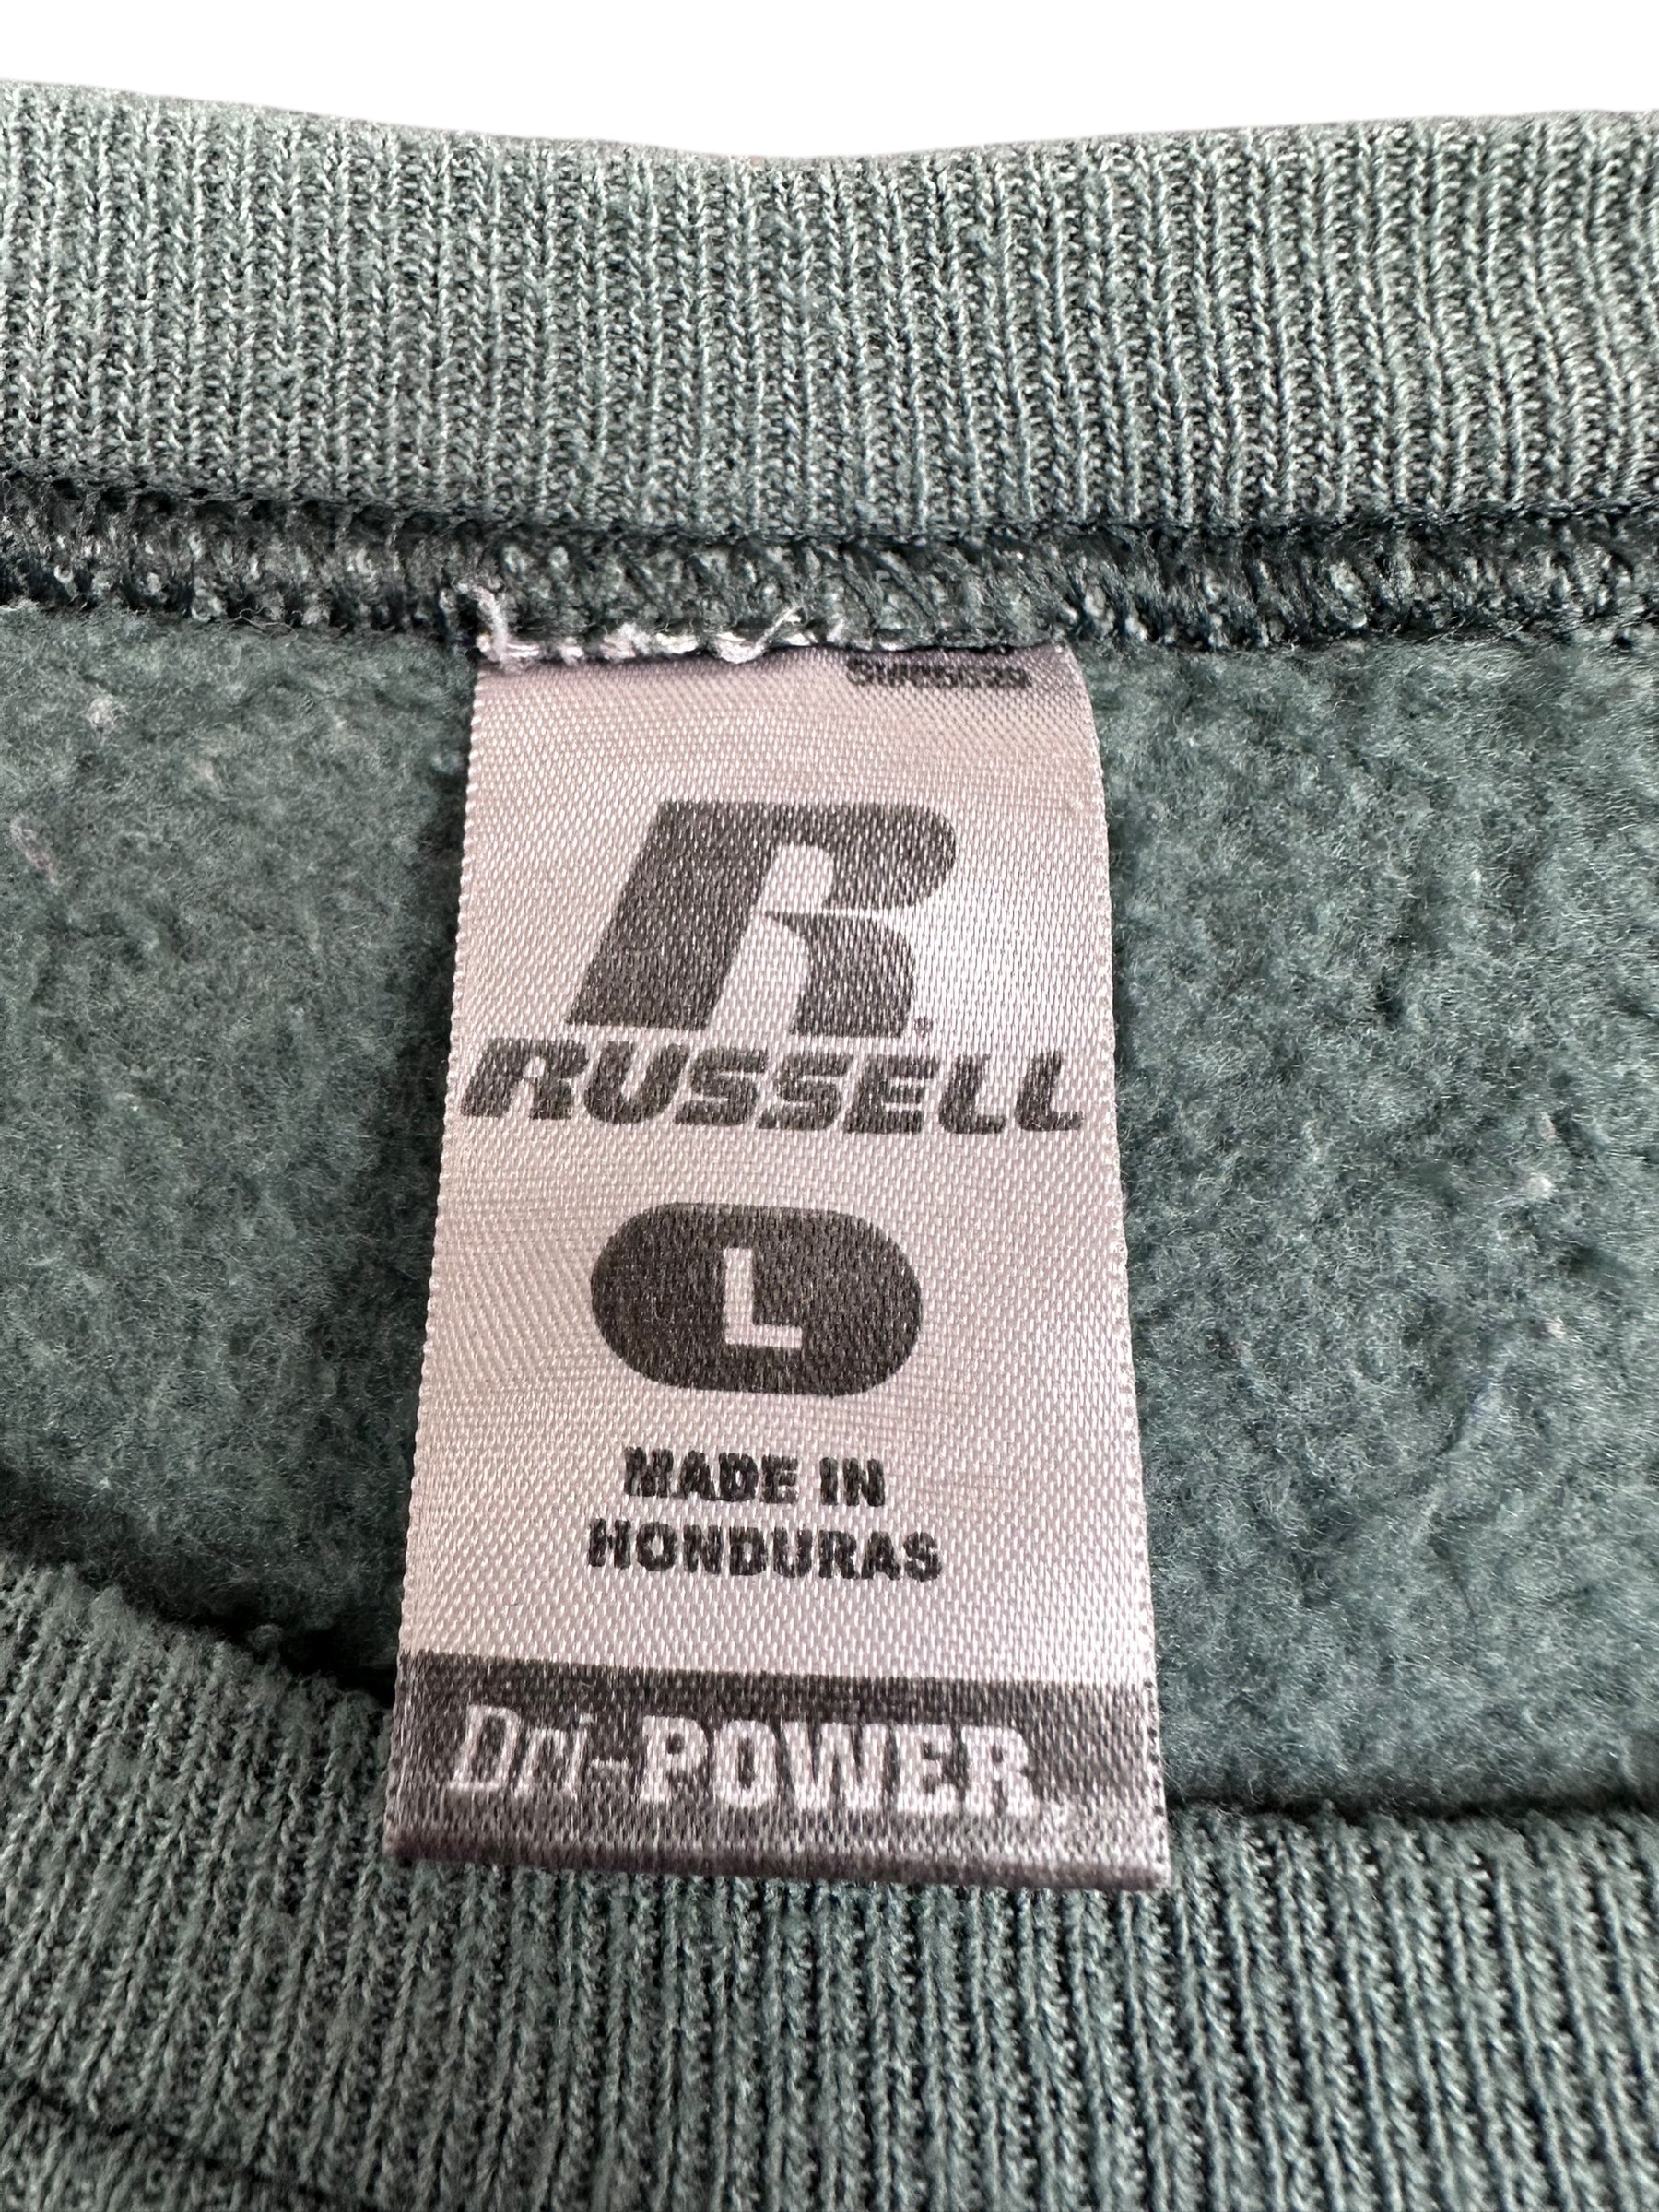 R
RUSSELL
L
MADE IN
HONDURAS
Dri-POWER®